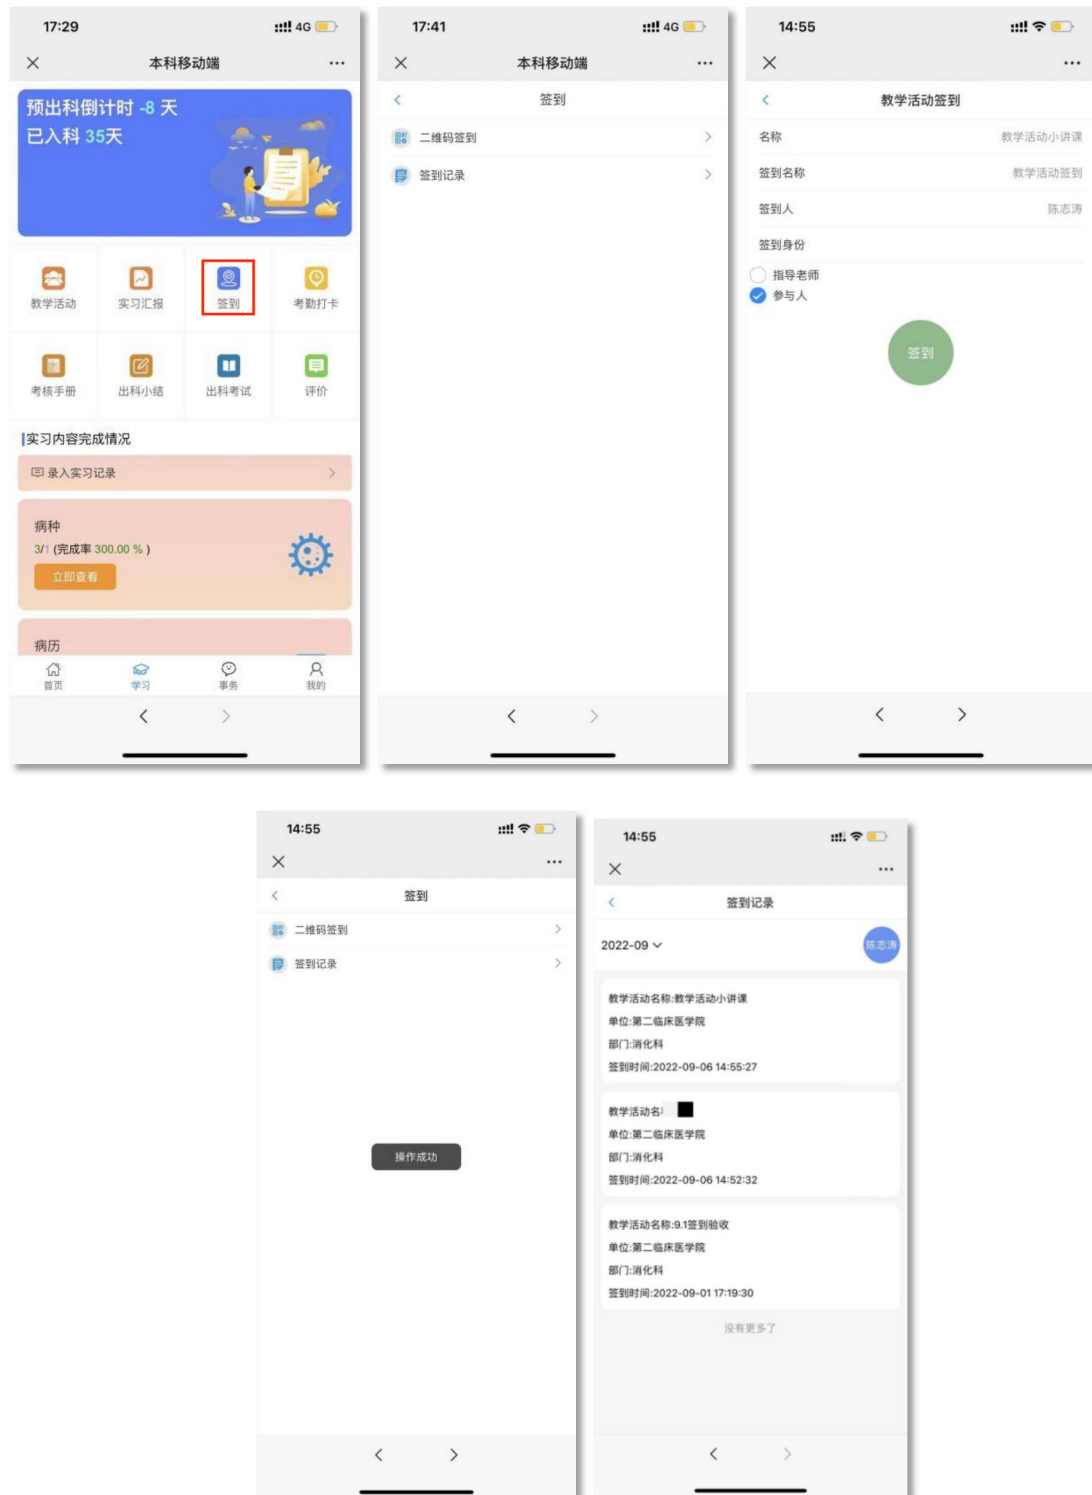 17:29
4G
本科移动端
预出科倒计时 -8 天
已入科 35天
教学活动
实习汇报
签到
考勤打卡
考核手册
出科小结
出科考试
评价
实习内容完成情况
录入实习记录
病种
3/1 (完成率 300.00 % )
立即查看
病历
首页
学习
事务
我的
17:41
4G
本科移动端
签到
二维码签到
签到记录
14:55
教学活动签到
名称 教学活动小讲课
签到名称 教学活动签到
签到人 陈志涛
签到身份
指导老师
参与人
签到
14:55
签到
二维码签到
签到记录
操作成功
14:55
签到记录
2022-09
陈志涛
教学活动名称:教学活动小讲课
单位:第二临床医学院
部门:消化科
签到时间:2022-09-06 14:55:27
教学活动名
单位:第二临床医学院
部门:消化科
签到时间:2022-09-06 14:52:32
教学活动名称:9.1签到验收
单位:第二临床医学院
部门:消化科
签到时间:2022-09-01 17:19:30
没有更多了